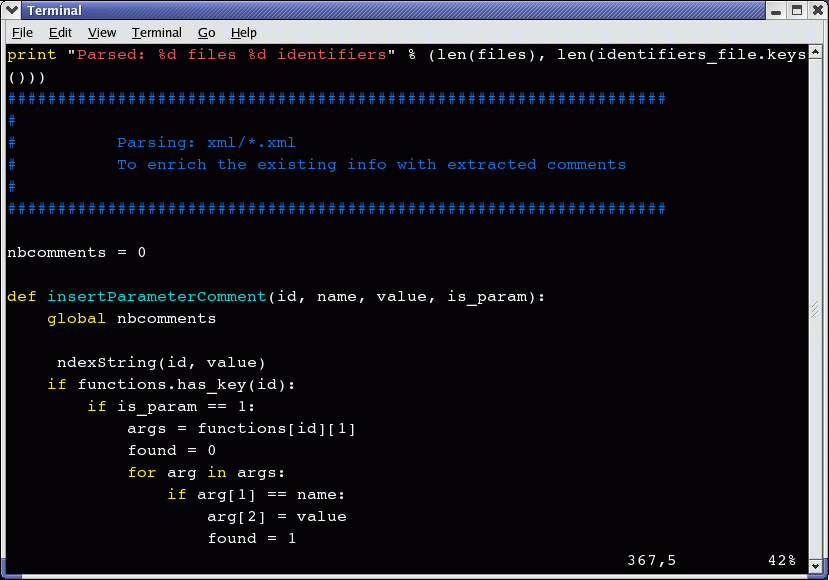 Terminal
File Edit View Terminal Go Help
print "Parsed: %d files %d identifiers" % (len(files), len(identifiers_file.keys
()))
##################################################################
#
#          Parsing: xml/*.xml
#          To enrich the existing info with extracted comments
#
##################################################################
nbcomments = 0
def insertParameterComment(id, name, value, is_param):
    global nbcomments
     ndexString(id, value)
    if functions.has_key(id):
        if is_param == 1:
            args = functions[id][1]
            found = 0
            for arg in args:
                if arg[1] == name:
                    arg[2] = value
                    found = 1
367,5 42%